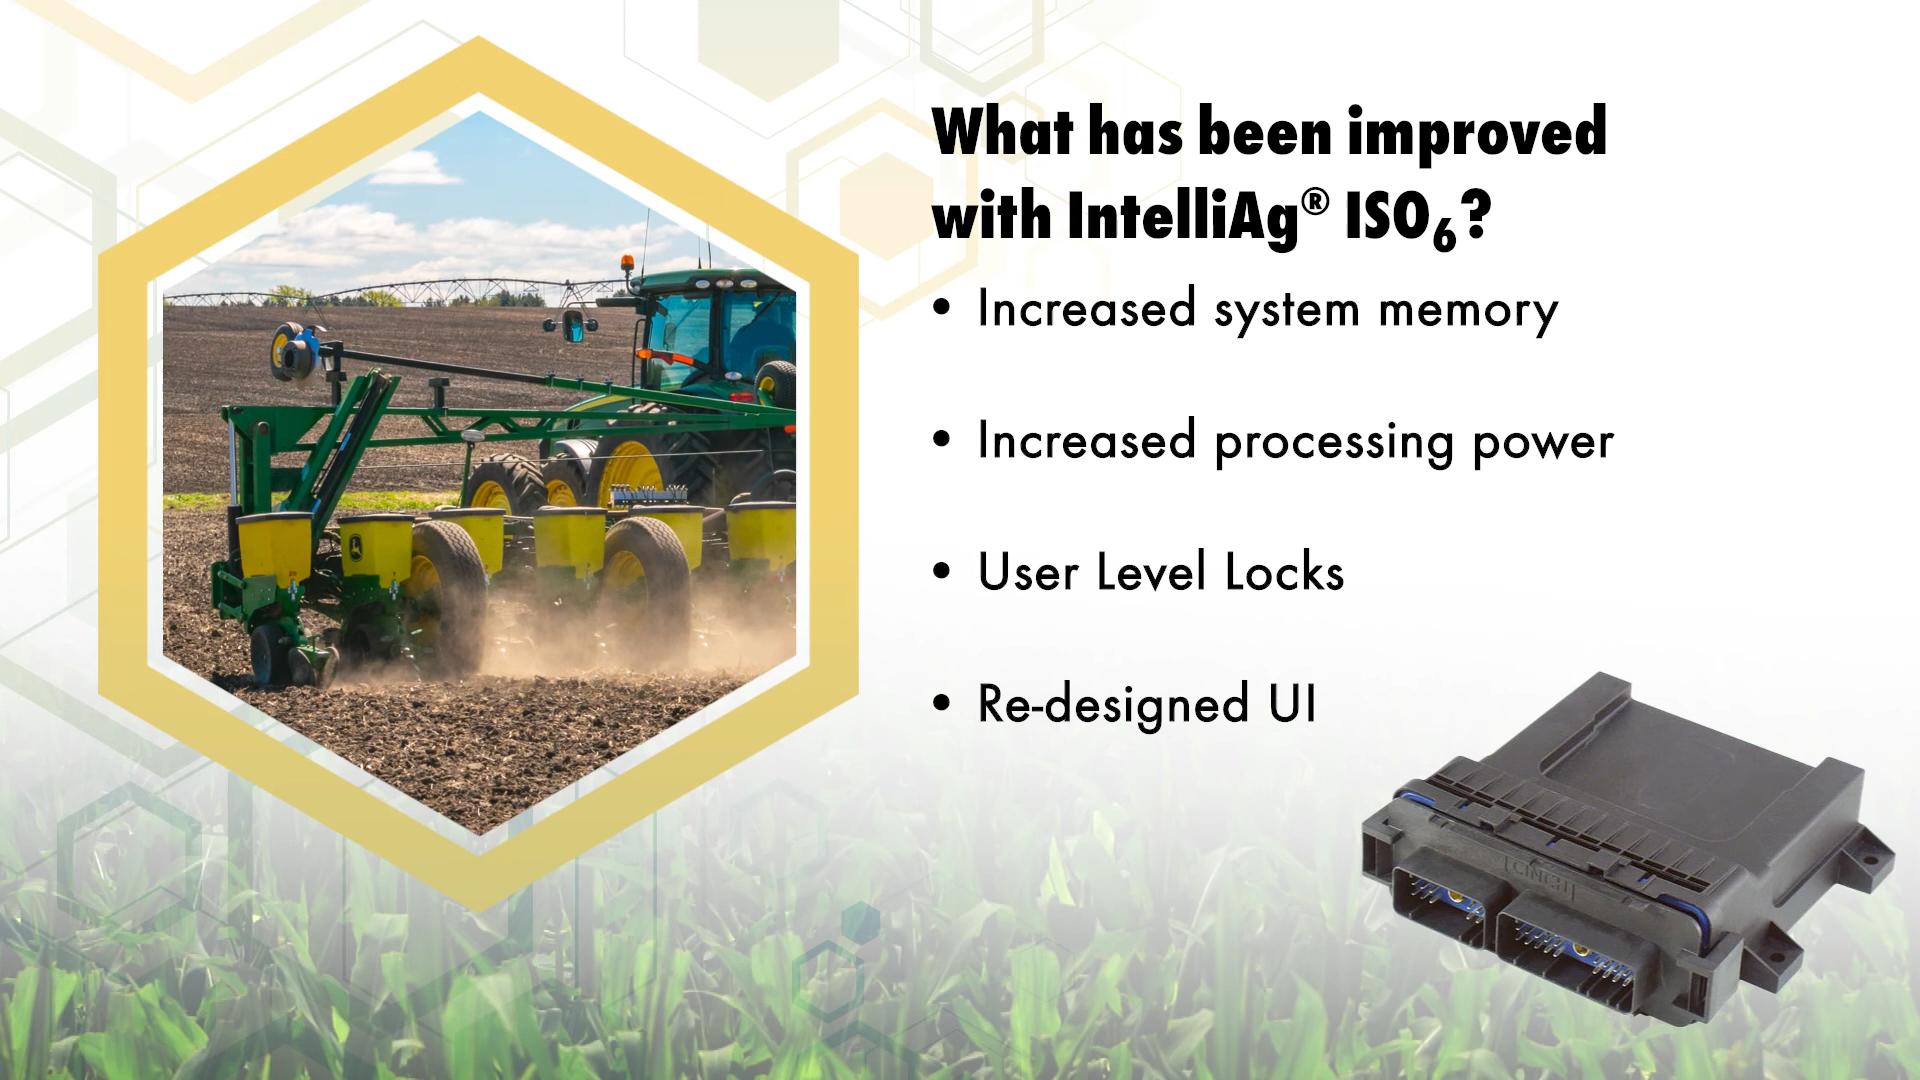 What has been improved
with IntelliAg® ISO₆?
• Increased system memory
• Increased processing power
• User Level Locks
• Re-designed UI
CINCH